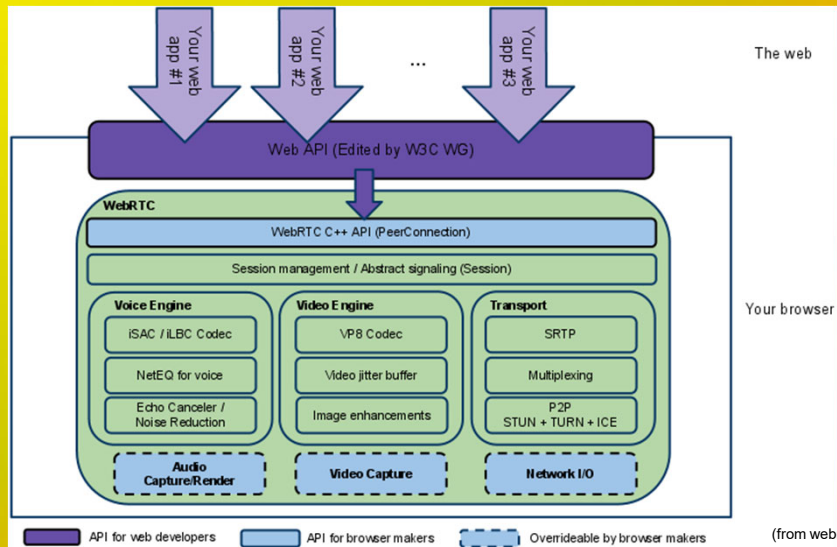 Your web
app #1
Your web
app #2
...
Your web
app #3
The web
Web API (Edited by W3C WG)
WebRTC
WebRTC C++ API (PeerConnection)
Session management / Abstract signaling (Session)
Your browser
Voice Engine
iSAC / iLBC Codec
NetEQ for voice
Echo Canceler /
Noise Reduction
Video Engine
VP8 Codec
Video jitter buffer
Image enhancements
Transport
SRTP
Multiplexing
P2P
STUN + TURN + ICE
Audio
Capture/Render
Video Capture
Network I/O
API for web developers
API for browser makers
Overrideable by browser makers
(from web